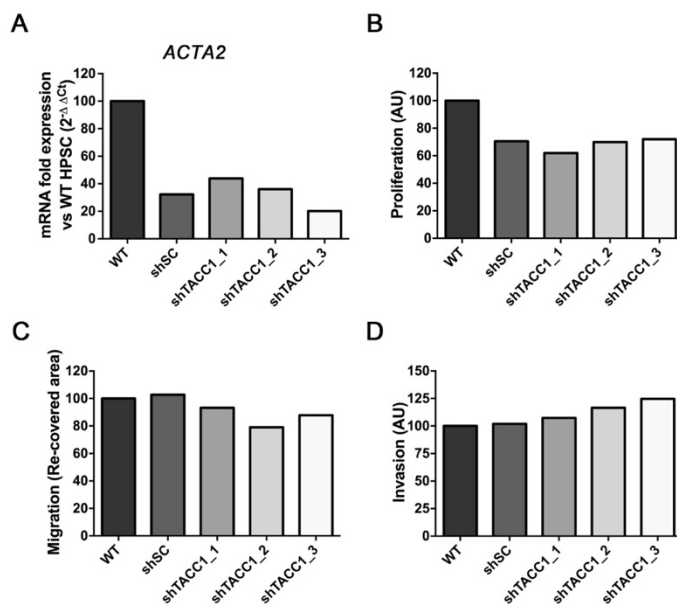 A
ACTA2
mRNA fold expression
vs WT HPSC (2-Δ ΔCt)
120
100
80
60
40
20
0
WT
shSC
shTACC1_1
shTACC1_2
shTACC1_3
B
Proliferation (AU)
120
100
80
60
40
20
0
WT
shSC
shTACC1_1
shTACC1_2
shTACC1_3
C
Migration (Re-covered area)
120
100
80
60
40
20
0
WT
shSC
shTACC1_1
shTACC1_2
shTACC1_3
D
Invasion (AU)
150
125
100
75
50
25
0
WT
shSC
shTACC1_1
shTACC1_2
shTACC1_3